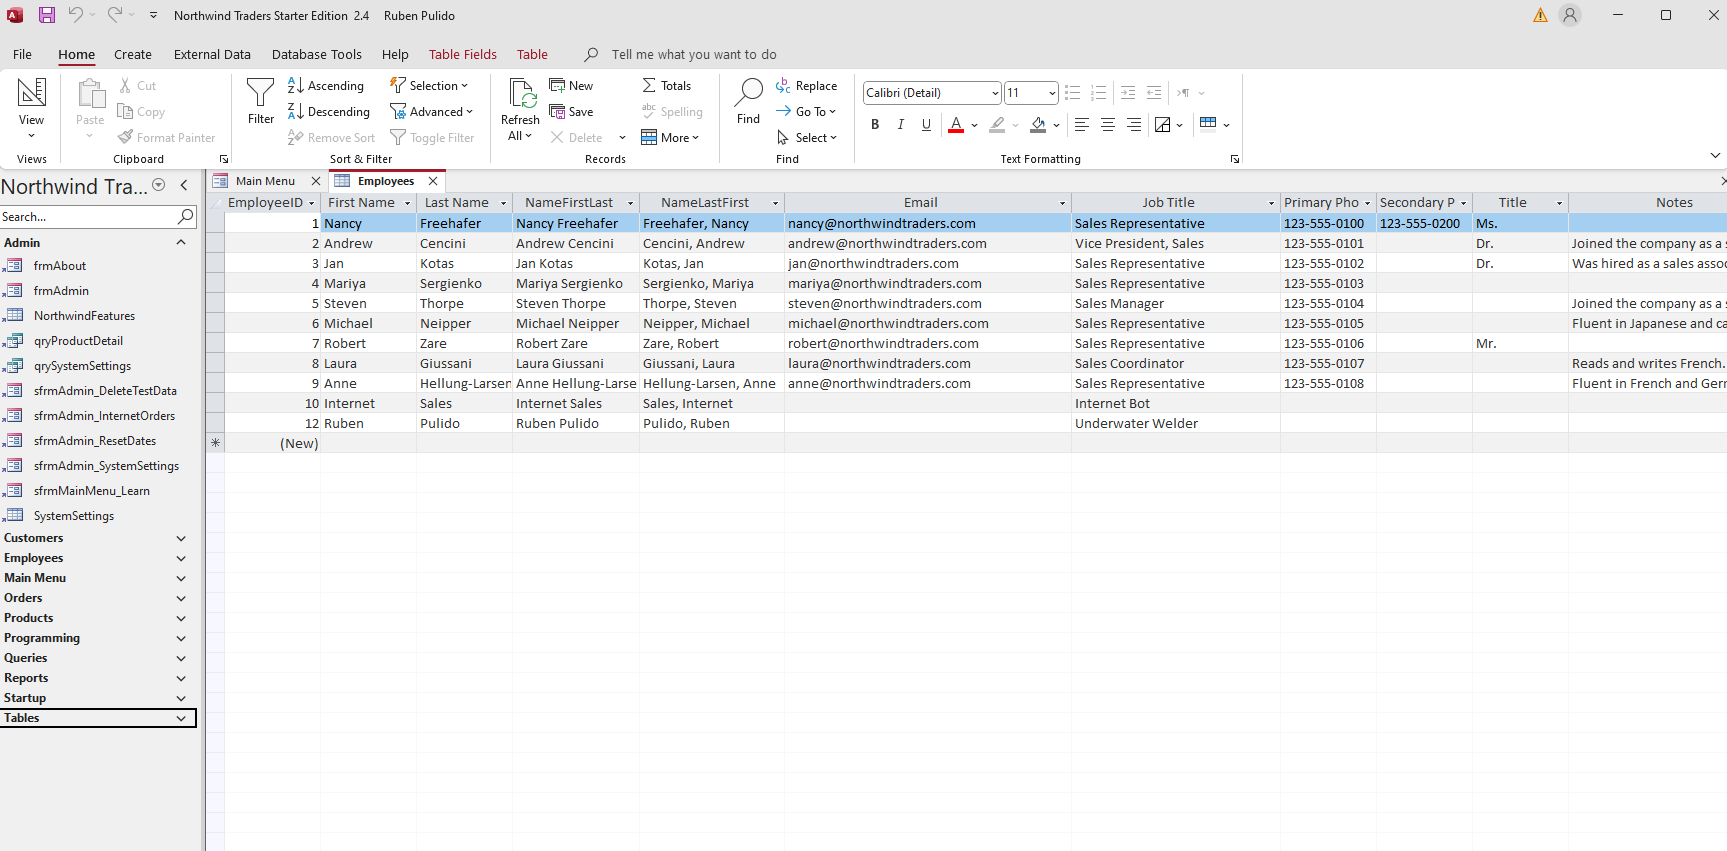 Northwind Traders Starter Edition 2.4 Ruben Pulido
File Home Create External Data Database Tools Help Table Fields Table Tell me what you want to do
View
Views
Paste
Cut
Copy
Format Painter
Clipboard
Filter
Ascending
Descending
Remove Sort
Selection
Advanced
Toggle Filter
Sort & Filter
Refresh
All
New
Save
Delete
Totals
Spelling
More
Records
Find
Replace
Go To
Select
Find
Calibri (Detail) 11
B I U A
Text Formatting
Northwind Tra...
Search...
Admin
frmAbout
frmAdmin
NorthwindFeatures
qryProductDetail
qrySystemSettings
sfrmAdmin_DeleteTestData
sfrmAdmin_InternetOrders
sfrmAdmin_ResetDates
sfrmAdmin_SystemSettings
sfrmMainMenu_Learn
SystemSettings
Customers
Employees
Main Menu
Orders
Products
Programming
Queries
Reports
Startup
Tables
Main Menu Employees
EmployeeID First Name Last Name NameFirstLast NameLastFirst Email Job Title Primary Pho Secondary P Title Notes
1 Nancy Freehafer Nancy Freehafer Freehafer, Nancy nancy@northwindtraders.com Sales Representative 123-555-0100 123-555-0200 Ms.
2 Andrew Cencini Andrew Cencini Cencini, Andrew andrew@northwindtraders.com Vice President, Sales 123-555-0101 Dr. Joined the company as a s
3 Jan Kotas Jan Kotas Kotas, Jan jan@northwindtraders.com Sales Representative 123-555-0102 Dr. Was hired as a sales assoc
4 Mariya Sergienko Mariya Sergienko Sergienko, Mariya mariya@northwindtraders.com Sales Representative 123-555-0103
5 Steven Thorpe Steven Thorpe Thorpe, Steven steven@northwindtraders.com Sales Manager 123-555-0104 Joined the company as a s
6 Michael Neipper Michael Neipper Neipper, Michael michael@northwindtraders.com Sales Representative 123-555-0105 Fluent in Japanese and ca
7 Robert Zare Robert Zare Zare, Robert robert@northwindtraders.com Sales Representative 123-555-0106 Mr.
8 Laura Giussani Laura Giussani Giussani, Laura laura@northwindtraders.com Sales Coordinator 123-555-0107 Reads and writes French.
9 Anne Hellung-Larsen Anne Hellung-Larse Hellung-Larsen, Anne anne@northwindtraders.com Sales Representative 123-555-0108 Fluent in French and Germ
10 Internet Sales Internet Sales Sales, Internet Internet Bot
12 Ruben Pulido Ruben Pulido Pulido, Ruben Underwater Welder
(New)